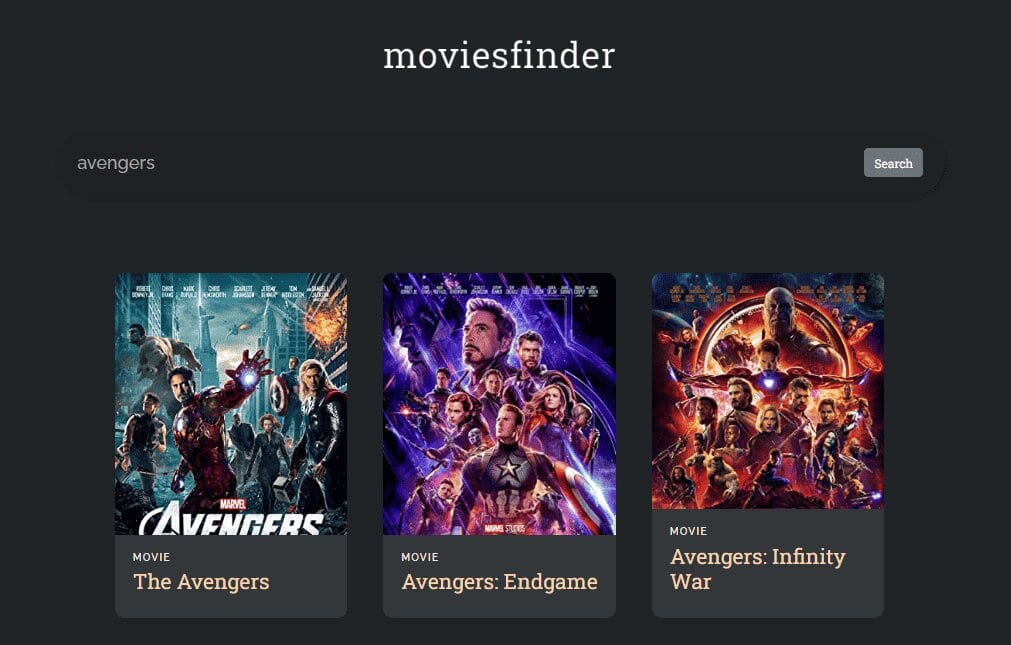 moviesfinder
avengers
Search
ROBERT CHRIS MARK CHRIS SCARLETT JEREMY TOM SAMUEL L.
DOWNEY JR. EVANS RUFFALO HEMSWORTH JOHANSSON RENNER HIDDLESTON JACKSON
MARVEL
AVENGERS
MARVEL STUDIOS
MOVIE
The Avengers
MOVIE
Avengers: Endgame
MOVIE
Avengers: Infinity
War